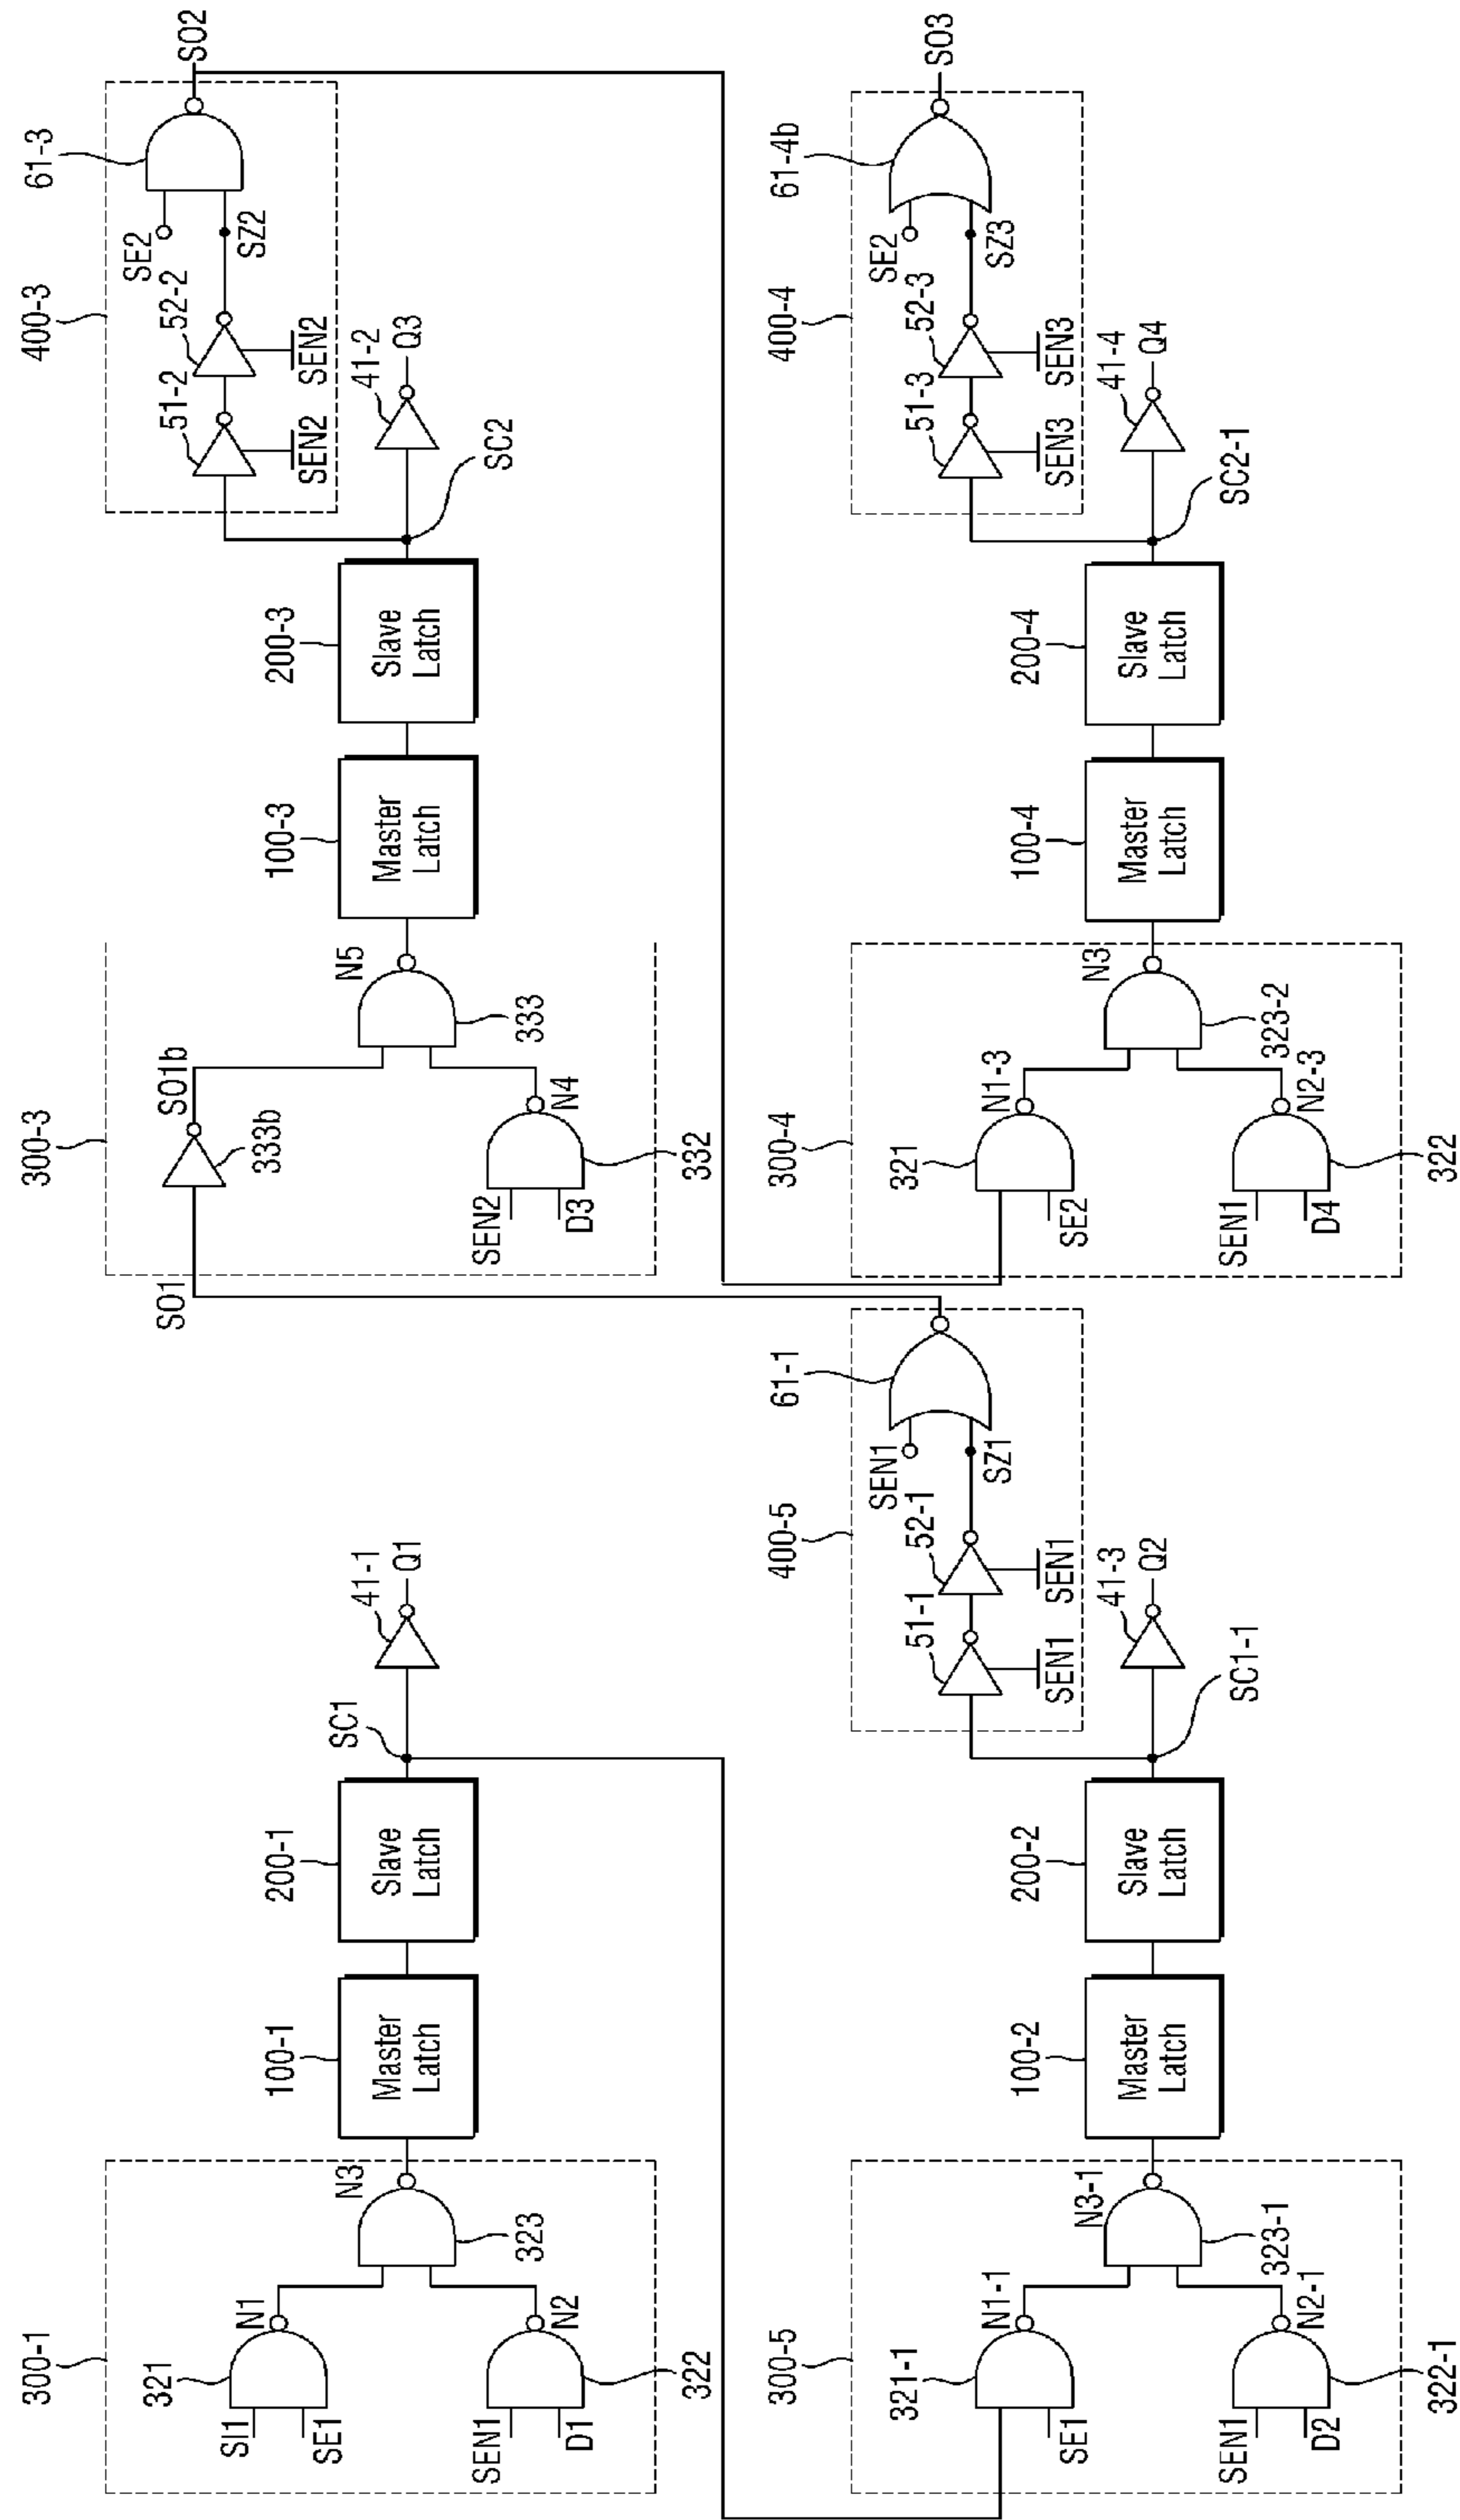 300-1
321
SI1
SE1
N1
SEN1
D1
N2
322
323
N3
100-1
Master
Latch
200-1
Slave
Latch
SC1
41-1
Q1
SO1
300-3
333b
SO1b
SEN2
D3
N4
332
333
N5
100-3
Master
Latch
200-3
Slave
Latch
SC2
41-2
Q3
400-3
51-2
SEN2
52-2
SEN2
SE2
SZ2
61-3
SO2
300-5
321-1
SE1
N1-1
SEN1
D2
N2-1
322-1
323-1
N3-1
100-2
Master
Latch
200-2
Slave
Latch
SC1-1
41-3
Q2
400-5
51-1
SEN1
52-1
SEN1
SEN1
SZ1
61-1
300-4
321
SE2
N1-3
SEN1
D4
N2-3
322
323-2
N3
100-4
Master
Latch
200-4
Slave
Latch
SC2-1
41-4
Q4
400-4
51-3
SEN3
52-3
SEN3
SE2
SZ3
61-4b
SO3